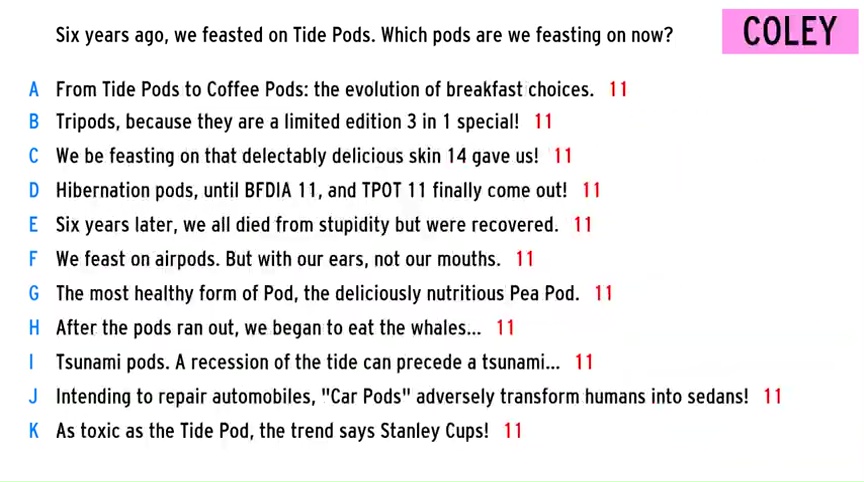 Six years ago, we feasted on Tide Pods. Which pods are we feasting on now?
COLEY
A From Tide Pods to Coffee Pods: the evolution of breakfast choices. 11
B Tripods, because they are a limited edition 3 in 1 special! 11
C We be feasting on that delectably delicious skin 14 gave us! 11
D Hibernation pods, until BFDIA 11, and TPOT 11 finally come out! 11
E Six years later, we all died from stupidity but were recovered. 11
F We feast on airpods. But with our ears, not our mouths. 11
G The most healthy form of Pod, the deliciously nutritious Pea Pod. 11
H After the pods ran out, we began to eat the whales... 11
I Tsunami pods. A recession of the tide can precede a tsunami... 11
J Intending to repair automobiles, "Car Pods" adversely transform humans into sedans! 11
K As toxic as the Tide Pod, the trend says Stanley Cups! 11